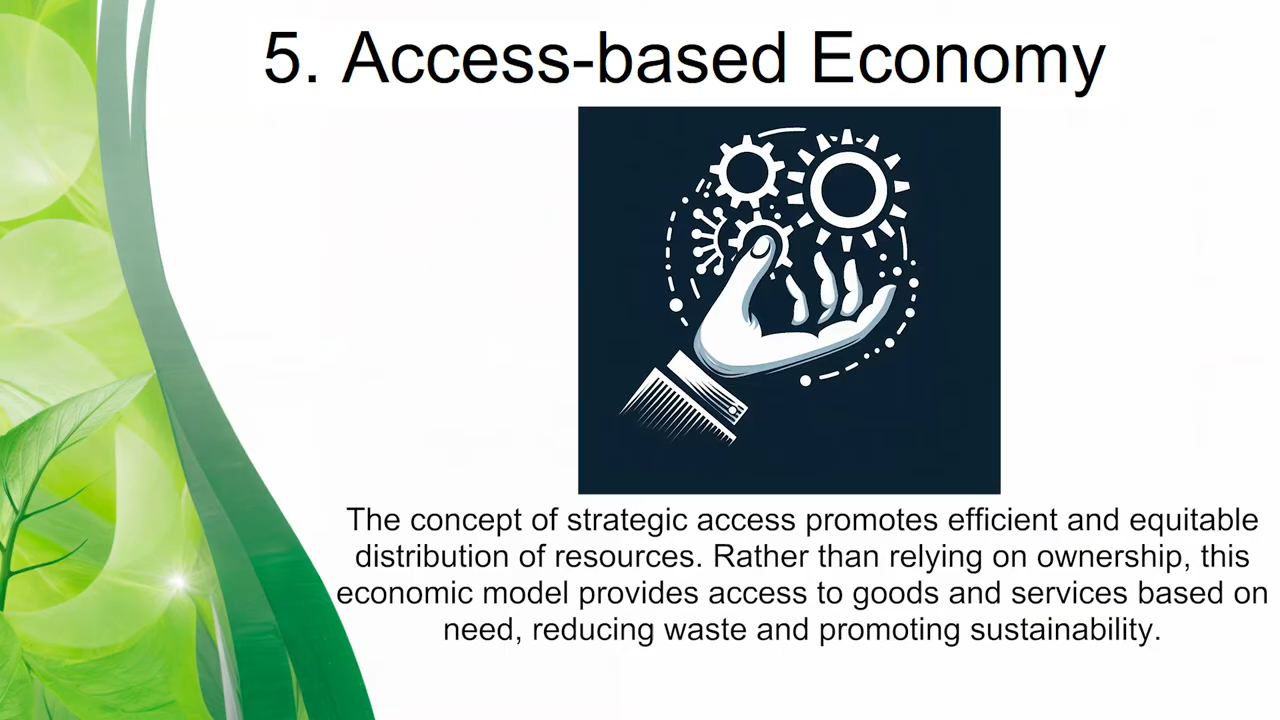 5. Access-based Economy
The concept of strategic access promotes efficient and equitable
distribution of resources. Rather than relying on ownership, this
economic model provides access to goods and services based on
need, reducing waste and promoting sustainability.